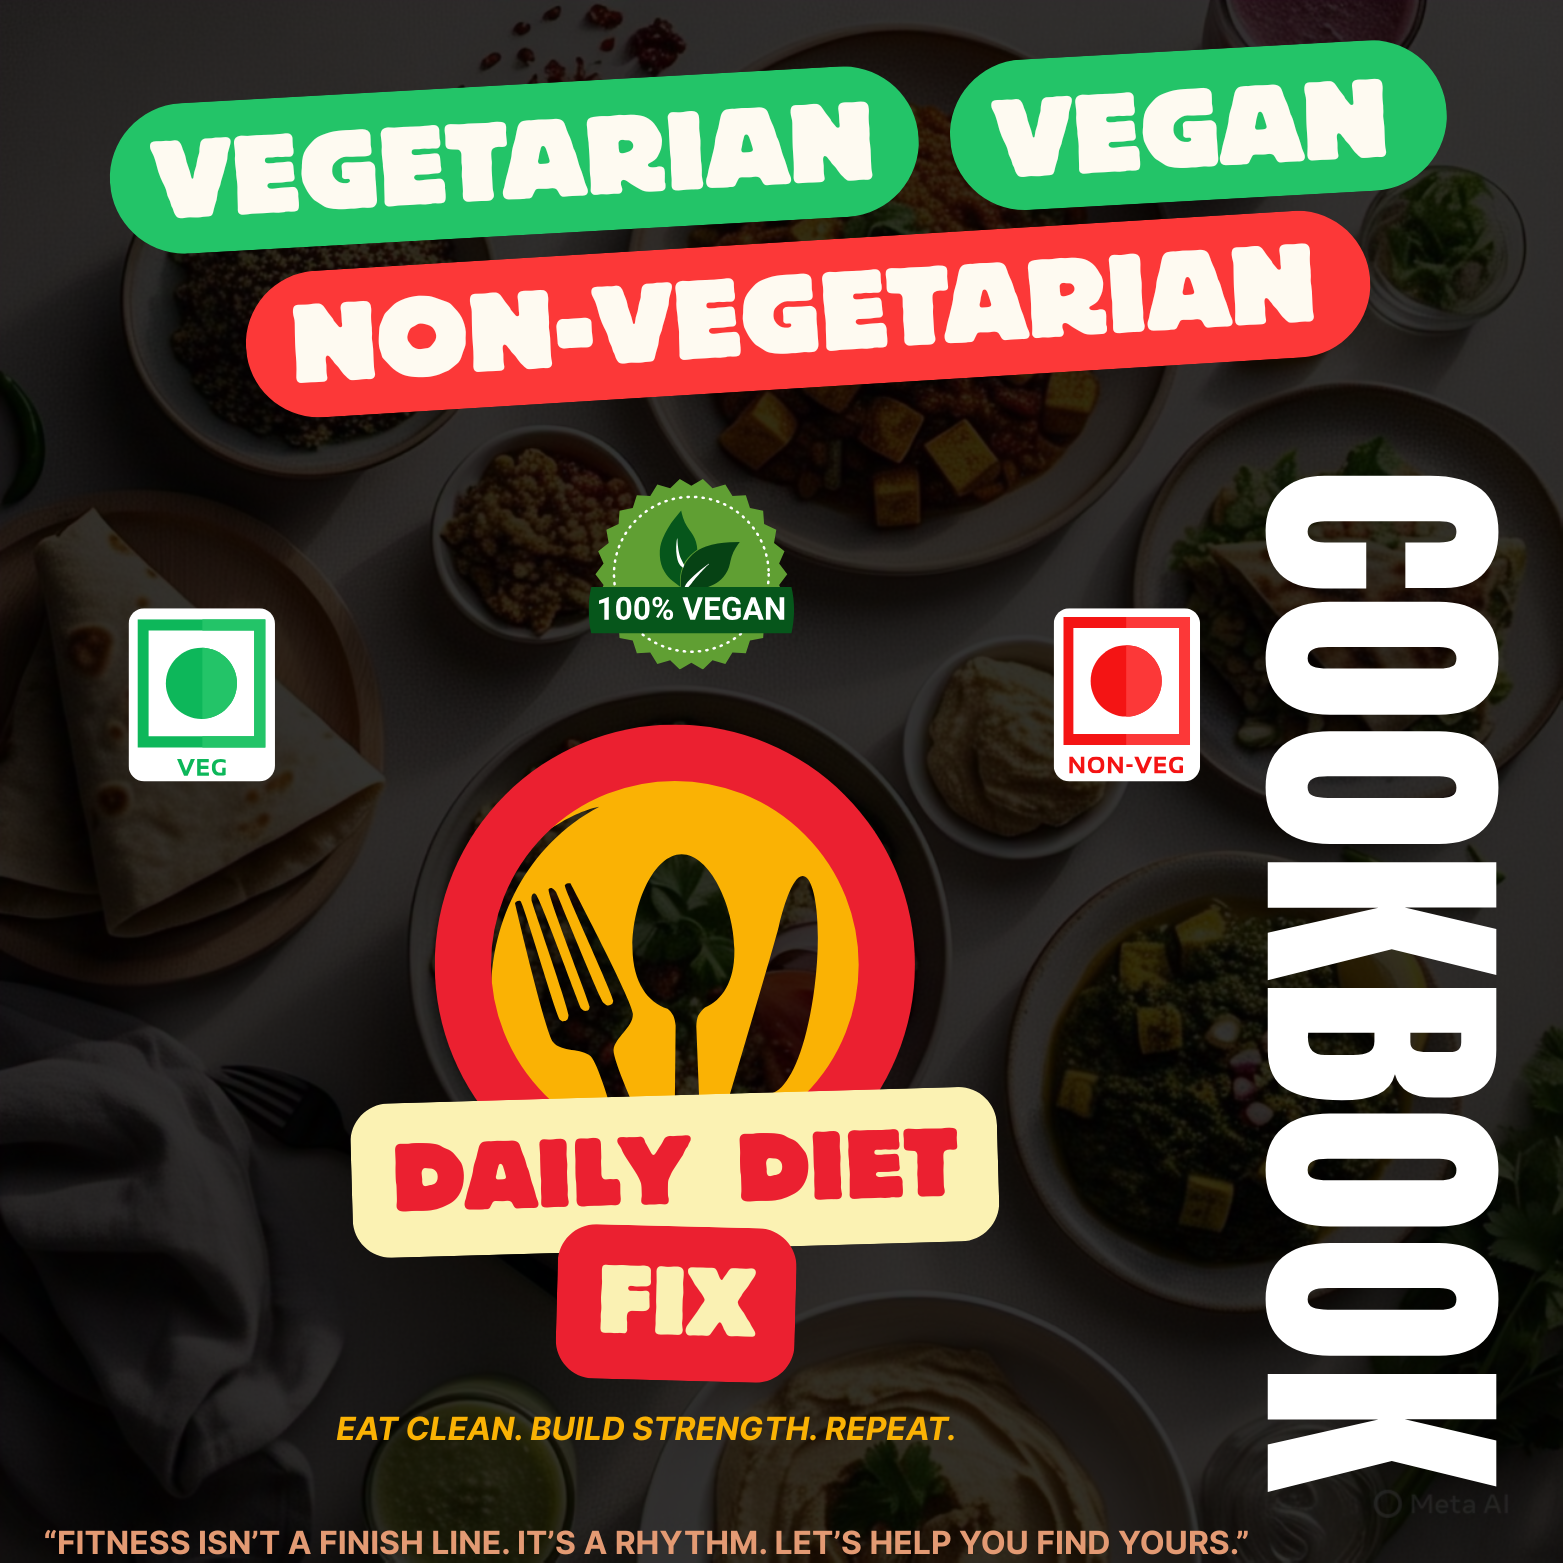 VEGETARIAN VEGAN
NON-VEGETARIAN
100% VEGAN
VEG
NON-VEG
COOKBOOK
DAILY DIET
FIX
EAT CLEAN. BUILD STRENGTH. REPEAT.
Meta AI
“FITNESS ISN’T A FINISH LINE. IT’S A RHYTHM. LET’S HELP YOU FIND YOURS.”